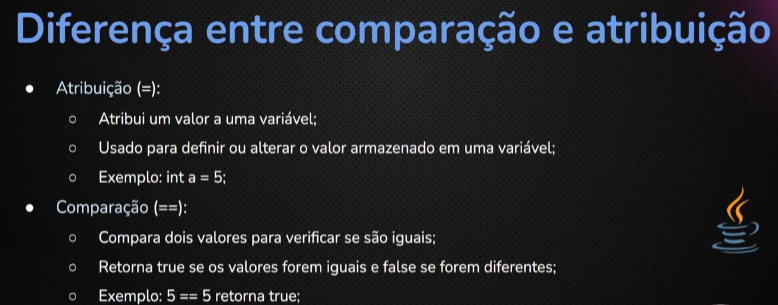 Diferença entre comparação e atribuição
● Atribuição (=):
○ Atribui um valor a uma variável;
○ Usado para definir ou alterar o valor armazenado em uma variável;
○ Exemplo: int a = 5;
● Comparação (==):
○ Compara dois valores para verificar se são iguais;
○ Retorna true se os valores forem iguais e false se forem diferentes;
○ Exemplo: 5 == 5 retorna true;